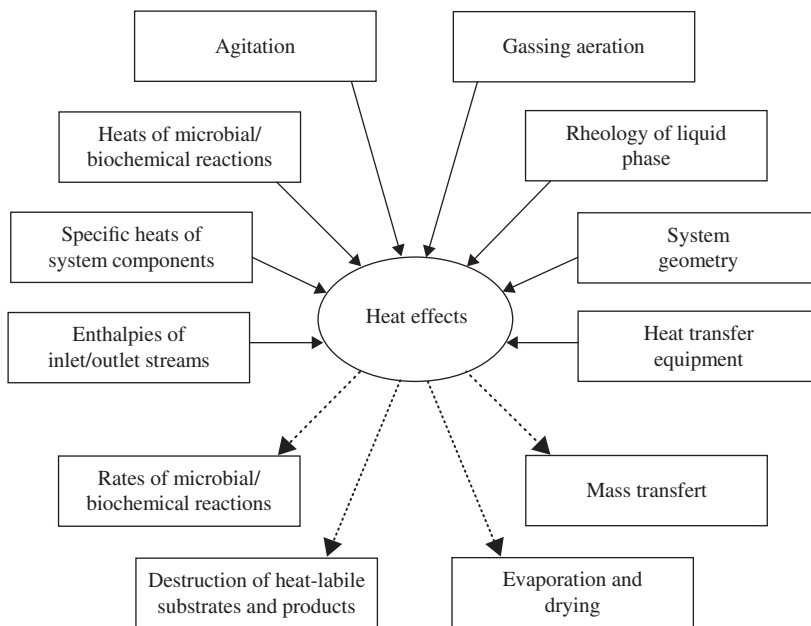 Agitation
Gassing aeration
Heats of microbial/
biochemical reactions
Rheology of liquid
phase
Specific heats of
system components
System
geometry
Heat effects
Enthalpies of
inlet/outlet streams
Heat transfer
equipment
Rates of microbial/
biochemical reactions
Mass transfert
Destruction of heat-labile
substrates and products
Evaporation and
drying